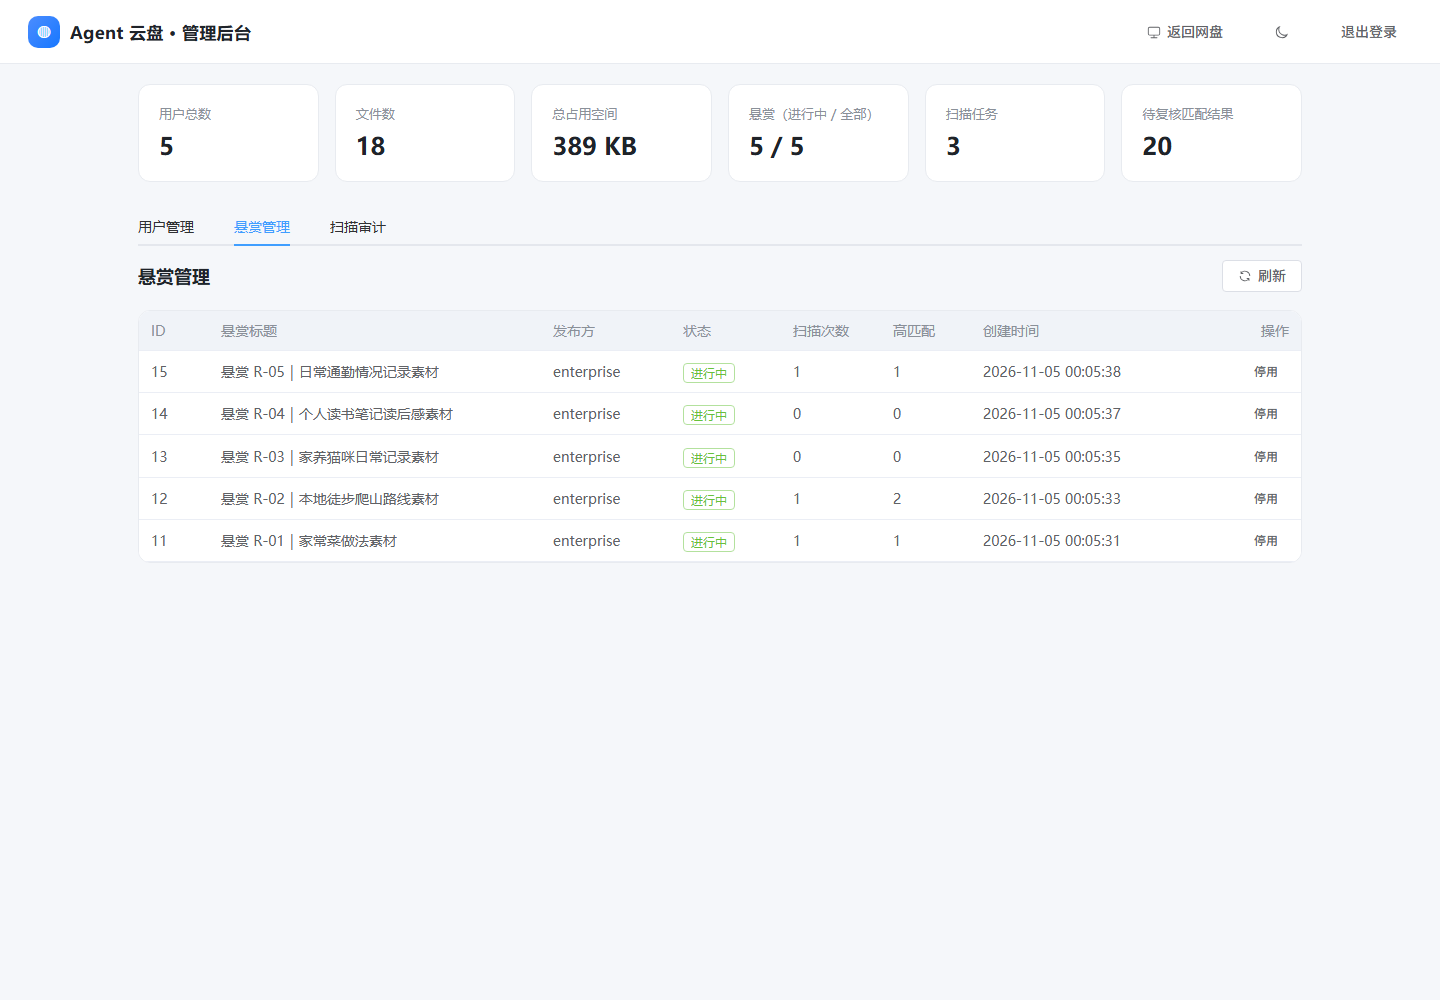 Agent 云盘 · 管理后台
返回网盘
退出登录
用户总数
5
文件数
18
总占用空间
389 KB
悬赏（进行中 / 全部）
5 / 5
扫描任务
3
待复核匹配结果
20
用户管理 悬赏管理 扫描审计
悬赏管理
刷新
ID 悬赏标题 发布方 状态 扫描次数 高匹配 创建时间 操作
15 悬赏 R-05｜日常通勤情况记录素材 enterprise 进行中 1 1 2026-11-05 00:05:38 停用
14 悬赏 R-04｜个人读书笔记读后感素材 enterprise 进行中 0 0 2026-11-05 00:05:37 停用
13 悬赏 R-03｜家养猫咪日常记录素材 enterprise 进行中 0 0 2026-11-05 00:05:35 停用
12 悬赏 R-02｜本地徒步爬山路线素材 enterprise 进行中 1 2 2026-11-05 00:05:33 停用
11 悬赏 R-01｜家常菜做法素材 enterprise 进行中 1 1 2026-11-05 00:05:31 停用